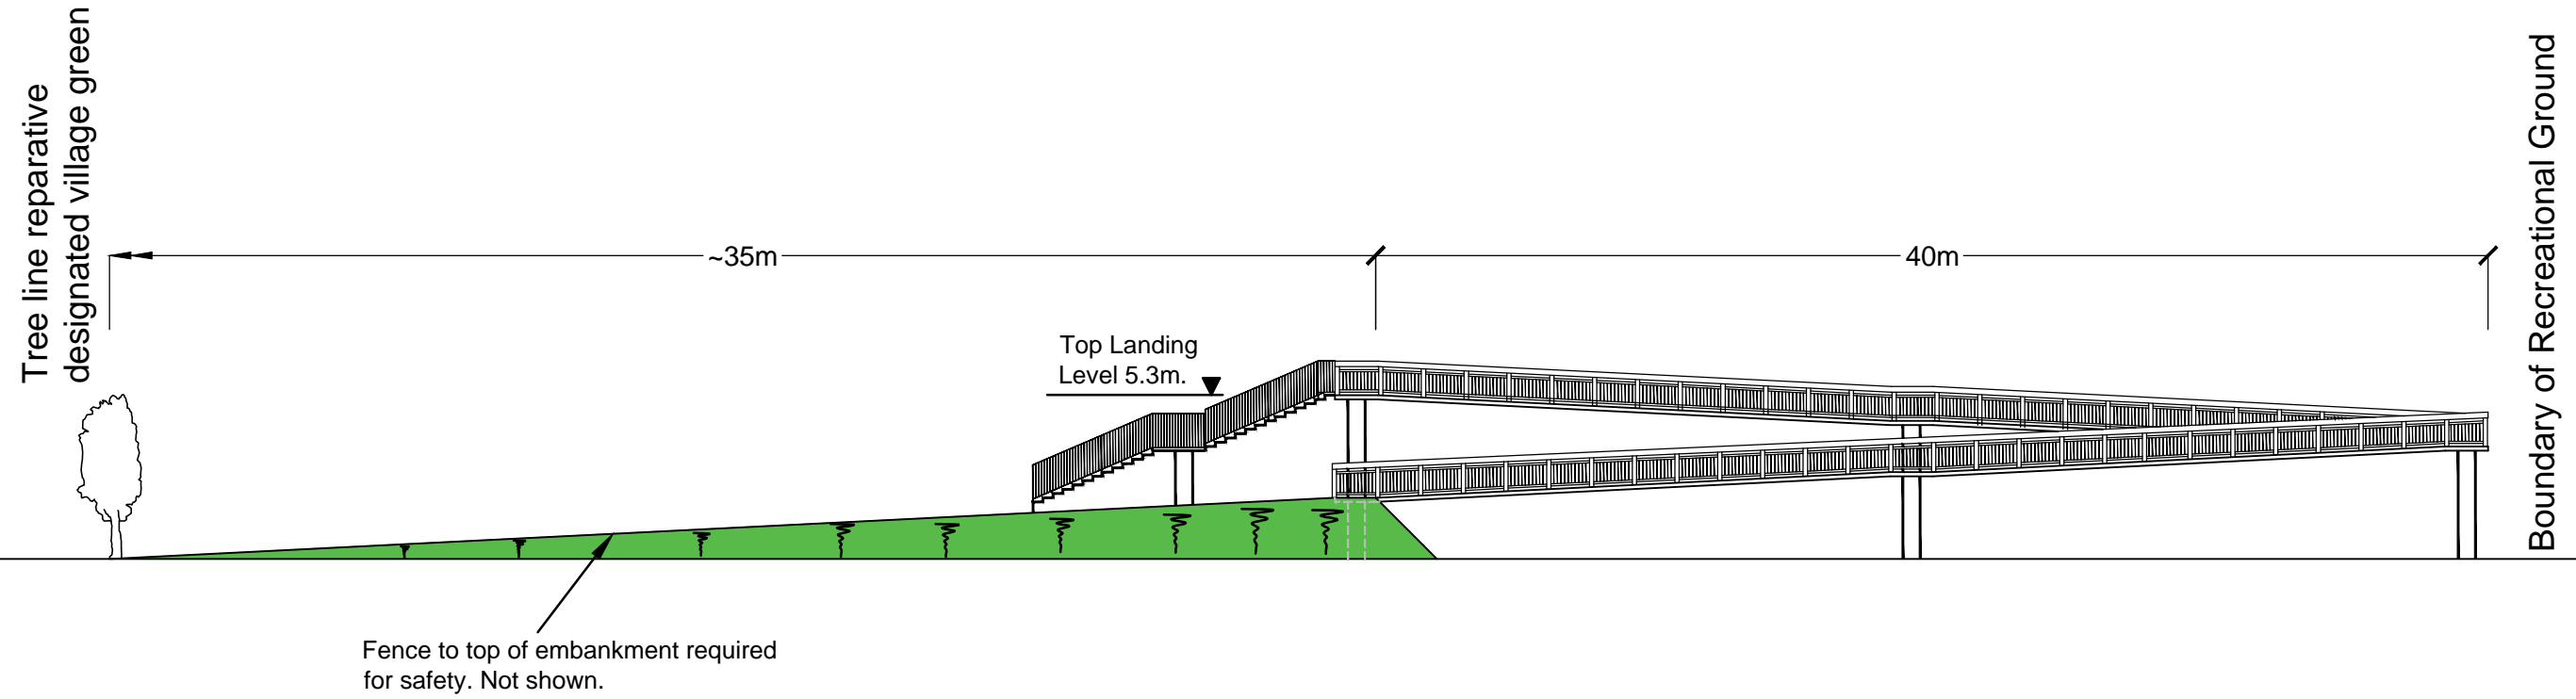 Tree line reparative
designated village green
~35m
40m
Boundary of Recreational Ground
Top Landing
Level 5.3m.
Fence to top of embankment required
for safety. Not shown.